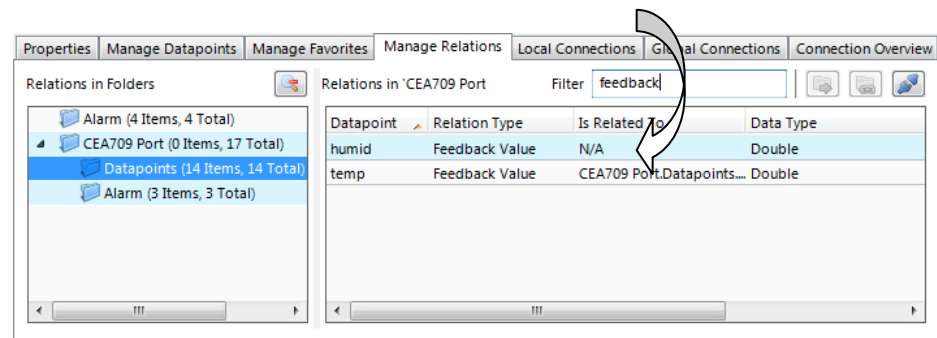 Properties Manage Datapoints Manage Favorites Manage Relations Local Connections Global Connections Connection Overview
Relations in Folders Relations in 'CEA709 Port Filter feedback
Alarm (4 Items, 4 Total)
CEA709 Port (0 Items, 17 Total)
Datapoints (14 Items, 14 Total)
Alarm (3 Items, 3 Total)
Datapoint Relation Type Is Related To Data Type
humid Feedback Value N/A Double
temp Feedback Value CEA709 Port.Datapoints.... Double